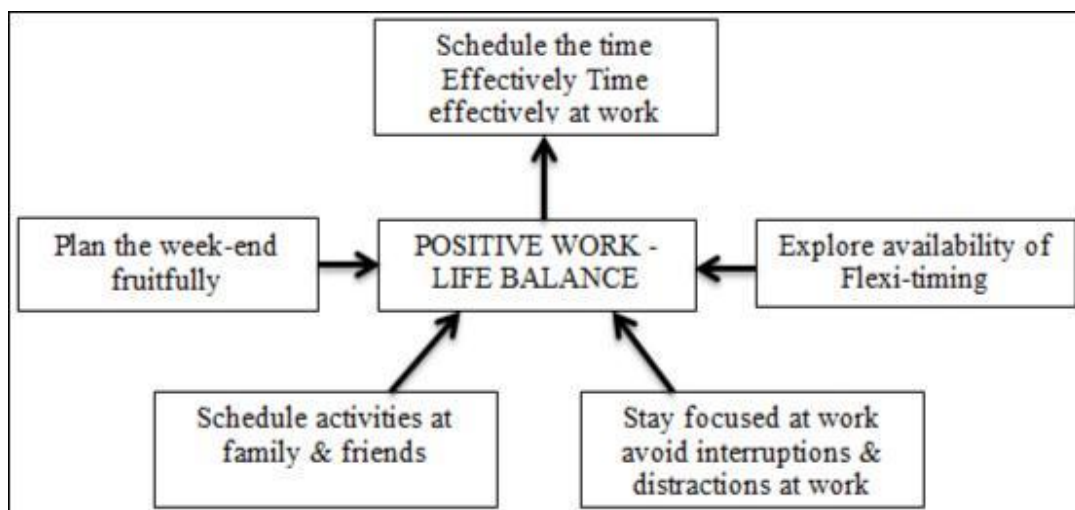 Schedule the time
Effectively Time
effectively at work
Plan the week-end
fruitfully
POSITIVE WORK -
LIFE BALANCE
Explore availability of
Flexi-timing
Schedule activities at
family & friends
Stay focused at work
avoid interruptions &
distractions at work